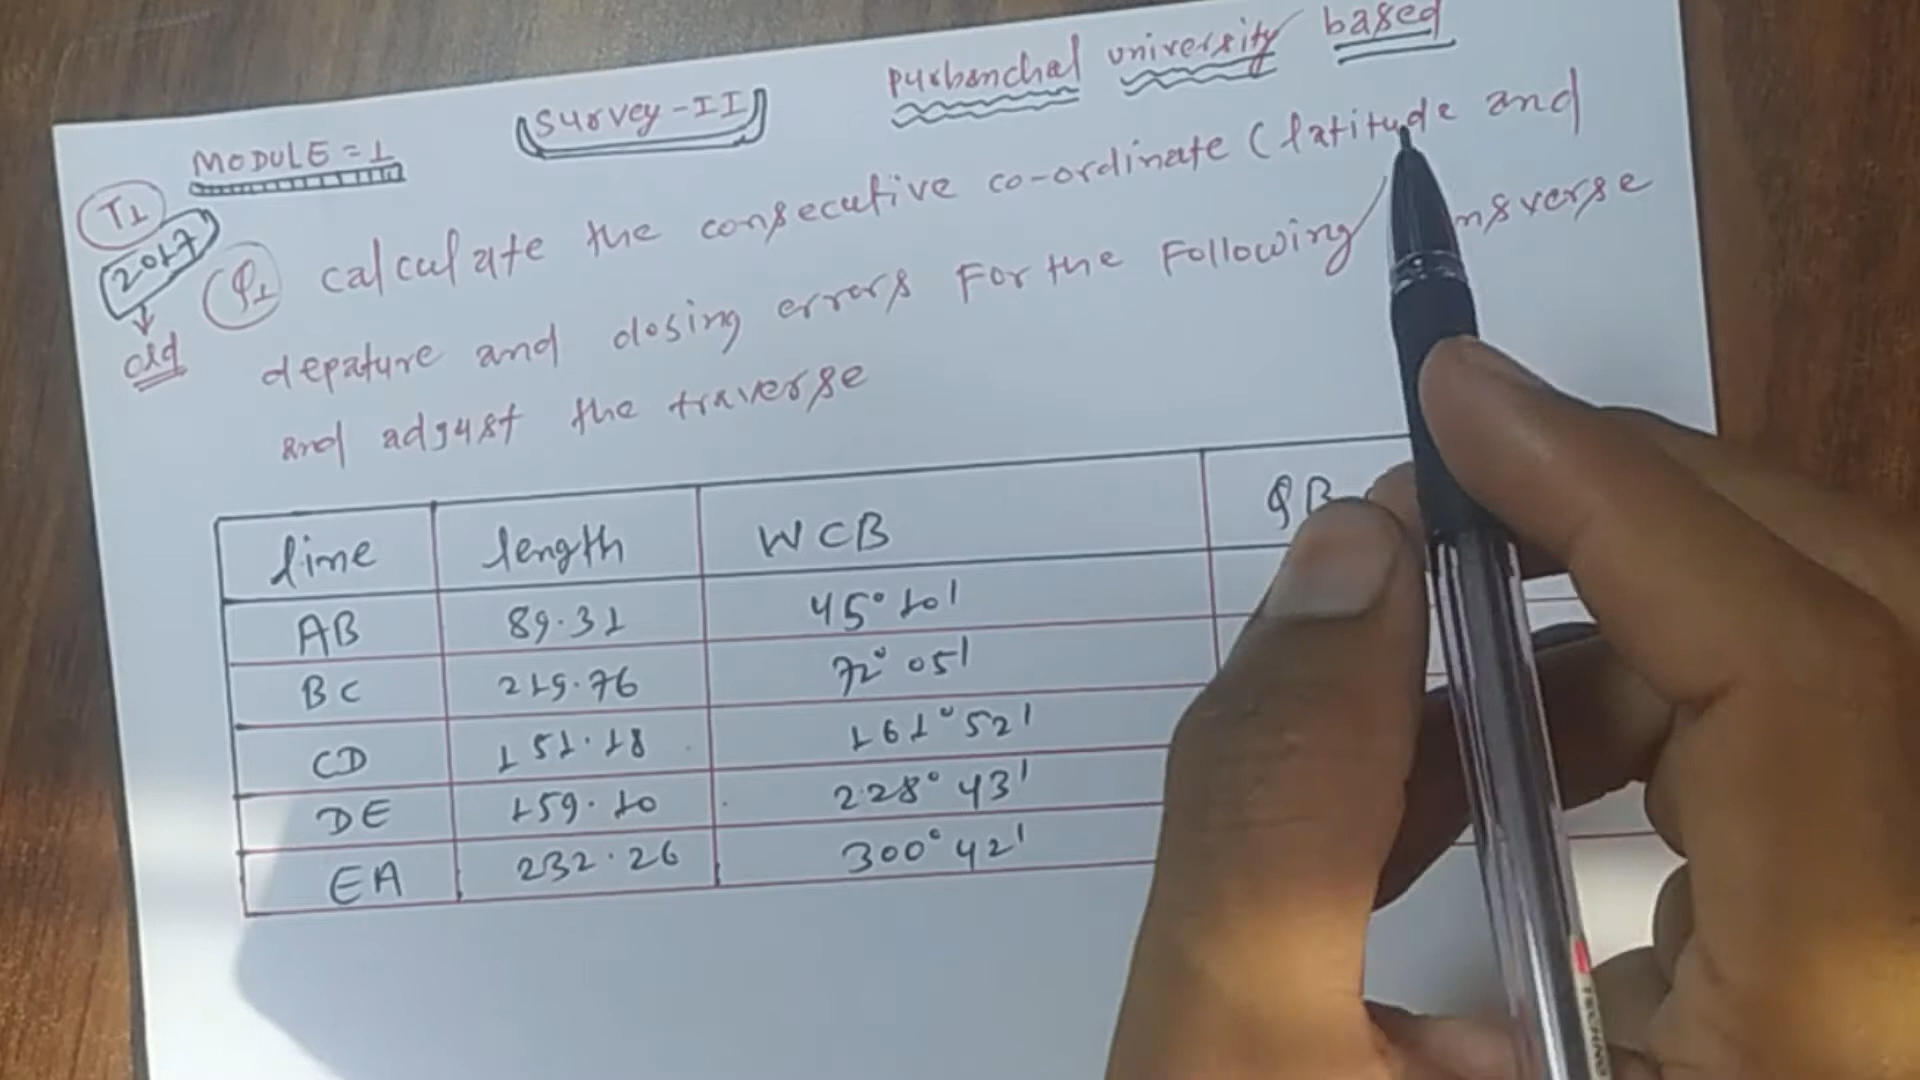 purbanchal university based
MODULE = 1
Survey - II
T1
2017
old
Q1 calculate the consecutive co-ordinate (latitude and
depature and closing errors For the Following
and adjust the traverse
line length WCB QB
AB 89.31 45° 10'
BC 219.76 72° 05'
CD 151.18 161° 52'
DE 159.10 228° 43'
EA 232.26 300° 42'